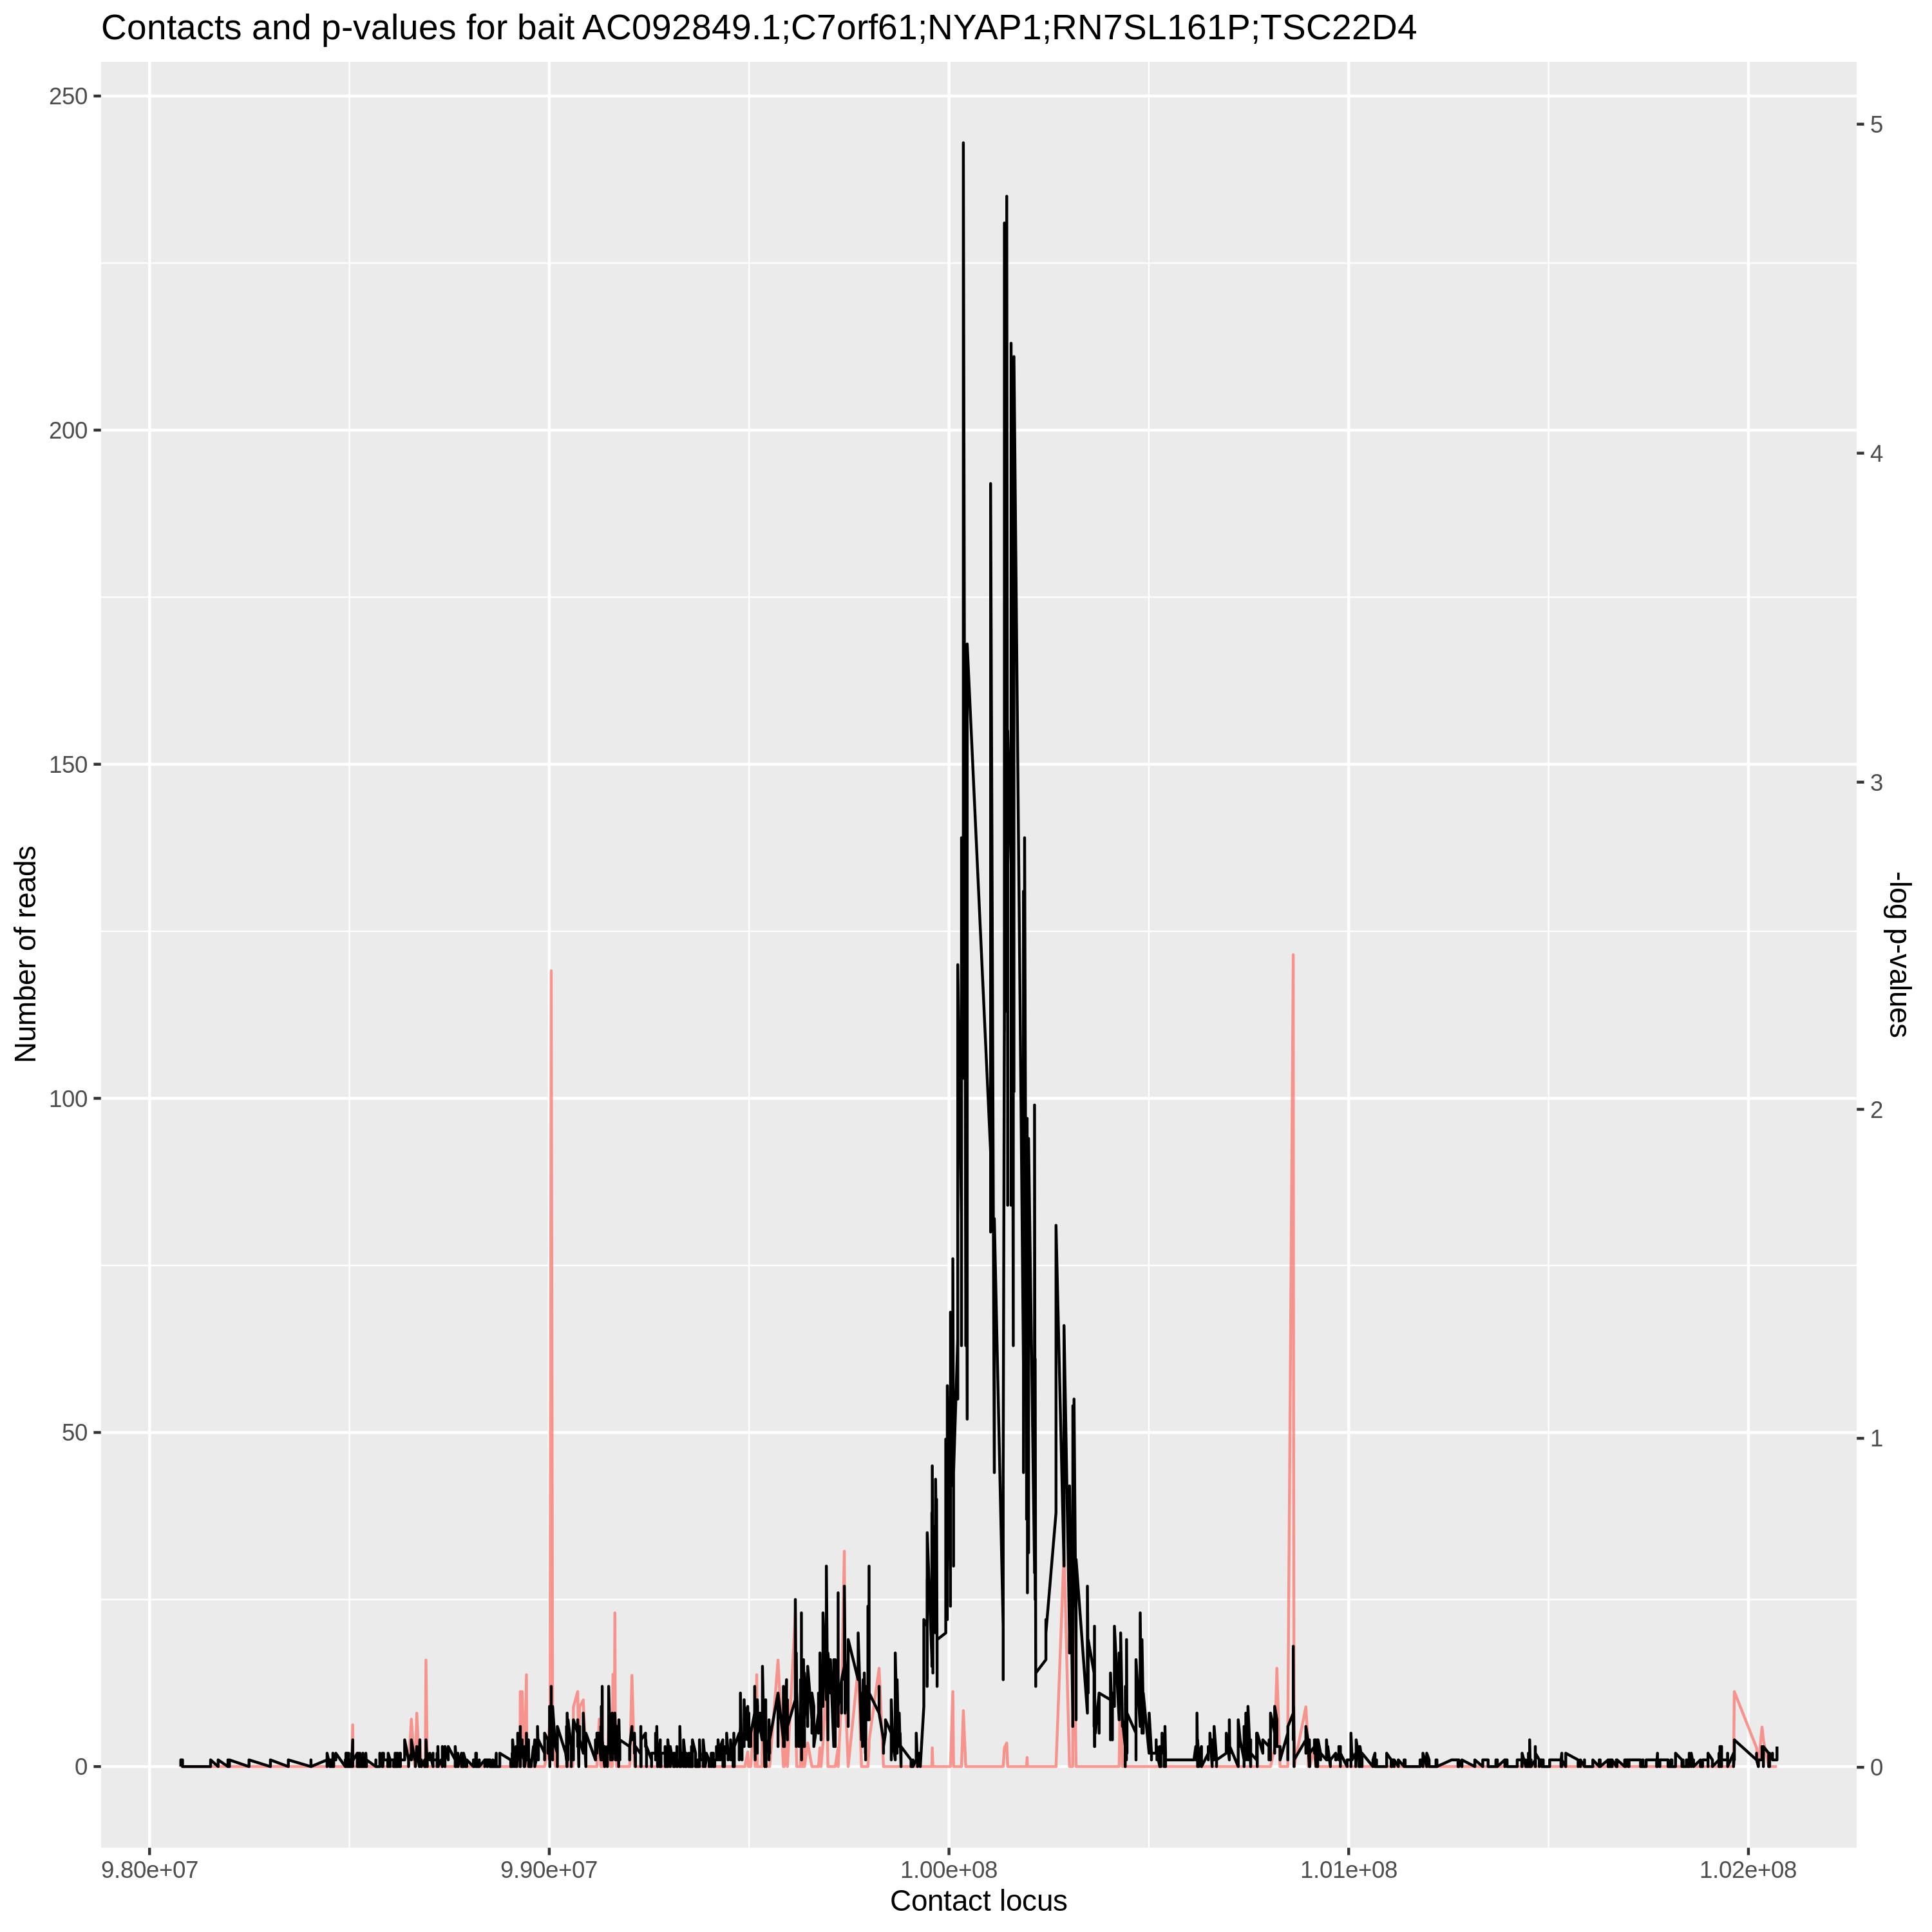 Contacts and p-values for bait AC092849.1;C7orf61;NYAP1;RN7SL161P;TSC22D4
250
200
150
100
50
0
Number of reads
5
4
3
2
1
0
-log p-values
9.80e+07
9.90e+07
1.00e+08
1.01e+08
1.02e+08
Contact locus